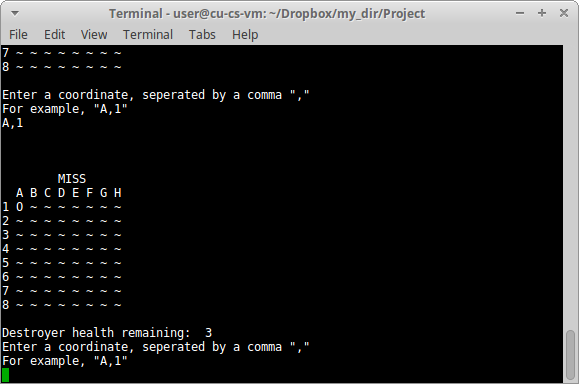 Terminal - user@cu-cs-vm: ~/Dropbox/my_dir/Project
File Edit View Terminal Tabs Help
7 ~ ~ ~ ~ ~ ~ ~ ~
8 ~ ~ ~ ~ ~ ~ ~ ~
Enter a coordinate, seperated by a comma ","
For example, "A,1"
A,1
MISS
A B C D E F G H
1 O ~ ~ ~ ~ ~ ~ ~
2 ~ ~ ~ ~ ~ ~ ~ ~
3 ~ ~ ~ ~ ~ ~ ~ ~
4 ~ ~ ~ ~ ~ ~ ~ ~
5 ~ ~ ~ ~ ~ ~ ~ ~
6 ~ ~ ~ ~ ~ ~ ~ ~
7 ~ ~ ~ ~ ~ ~ ~ ~
8 ~ ~ ~ ~ ~ ~ ~ ~
Destroyer health remaining:  3
Enter a coordinate, seperated by a comma ","
For example, "A,1"